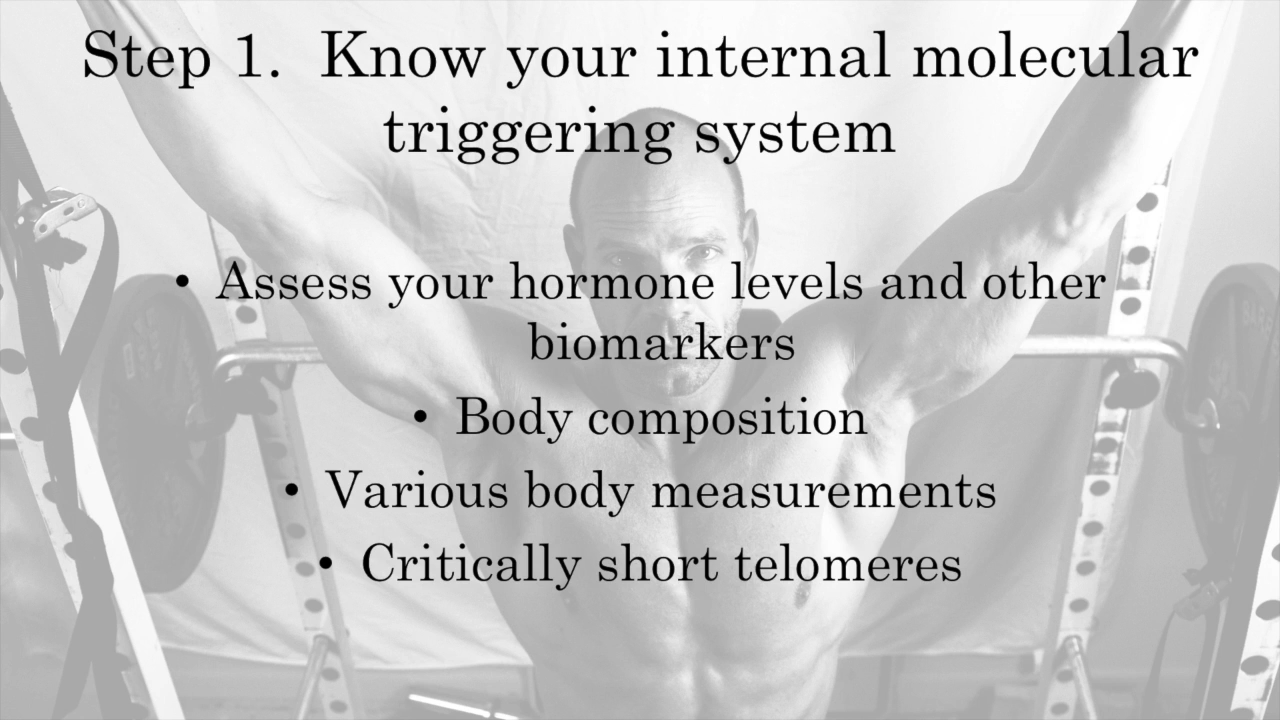 Step 1.  Know your internal molecular
triggering system
• Assess your hormone levels and other
biomarkers
• Body composition
• Various body measurements
• Critically short telomeres